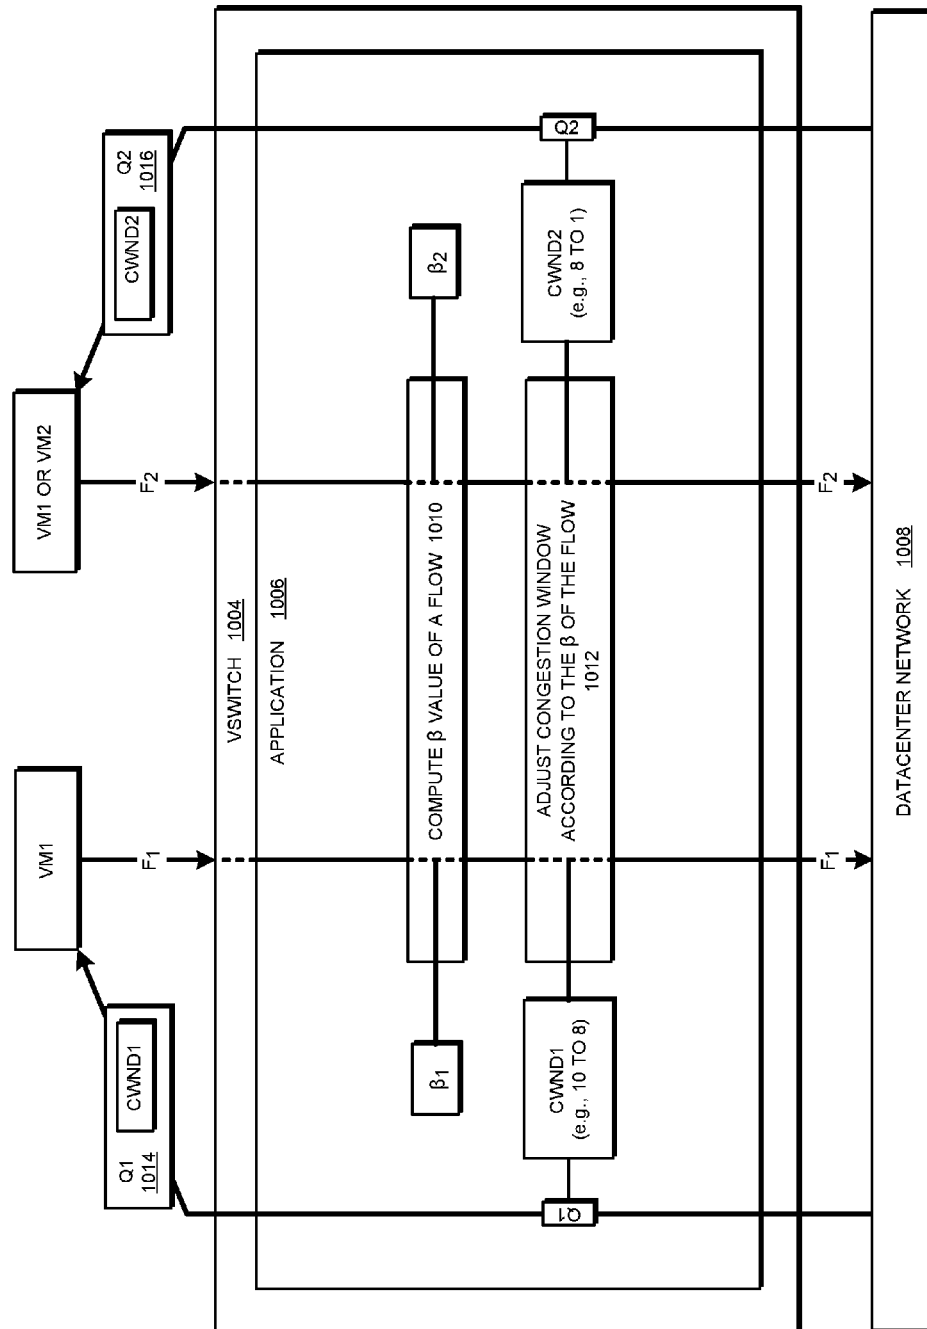 VM1
VM1 OR VM2
Q1
1014
CWND1
Q2
1016
CWND2
F1
F2
VSWITCH 1004
APPLICATION 1006
β1
COMPUTE β VALUE OF A FLOW 1010
β2
Q1
CWND1
(e.g., 10 TO 8)
ADJUST CONGESTION WINDOW
ACCORDING TO THE β OF THE FLOW
1012
CWND2
(e.g., 8 TO 1)
Q2
F1
F2
DATACENTER NETWORK 1008